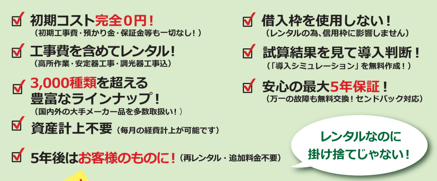 初期コスト完全0円!
(初期工事費・預かり金・保証金等も一切なし!)
工事費を含めてレンタル!
(高所作業・安定器工事・調光器工事込)
3,000種類を超える
豊富なラインナップ!
(国内外の大手メーカー品を多数取扱い!)
資産計上不要(毎月の経費計上が可能です)
5年後はお客様のものに!(再レンタル・追加料金不要)
借入枠を使用しない!
(レンタルの為、信用枠に影響しません)
試算結果を見て導入判断!
(「導入シミュレーション」を無料作成!)
安心の最大5年保証!
(万一の故障も無料交換!センドバック対応)
レンタルなのに
掛け捨てじゃない!